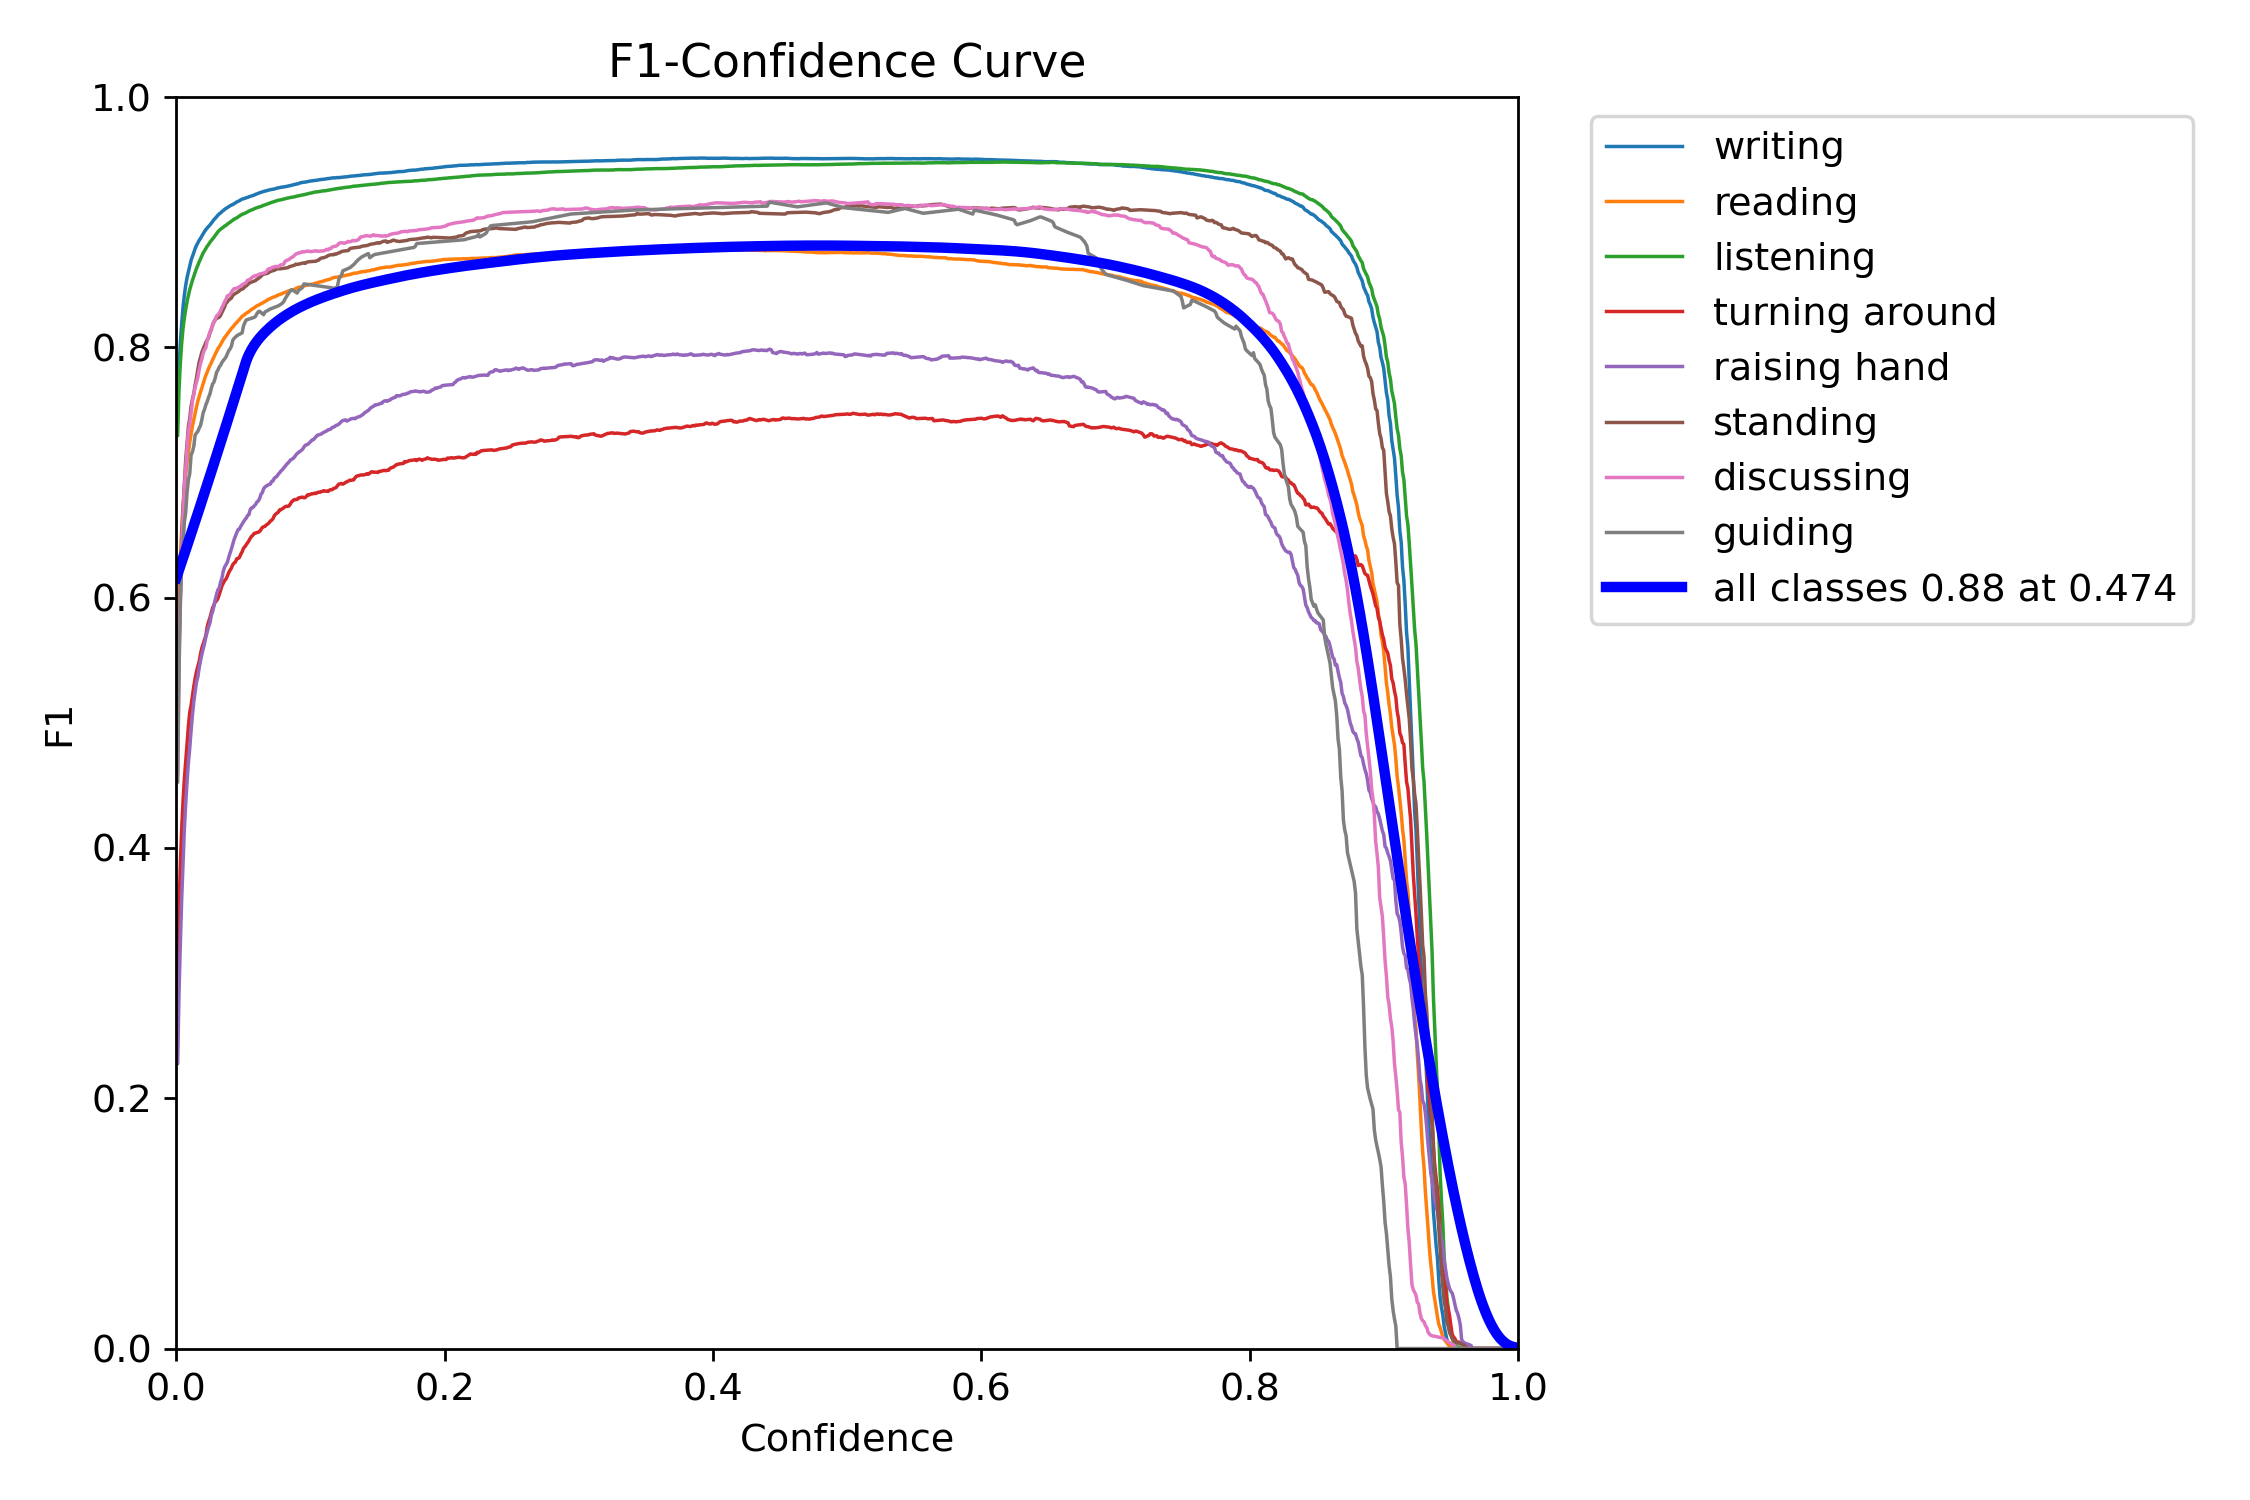 F1-Confidence Curve
1.0
0.8
0.6
0.4
0.2
0.0
F1
0.0 0.2 0.4 0.6 0.8 1.0
Confidence
writing
reading
listening
turning around
raising hand
standing
discussing
guiding
all classes 0.88 at 0.474